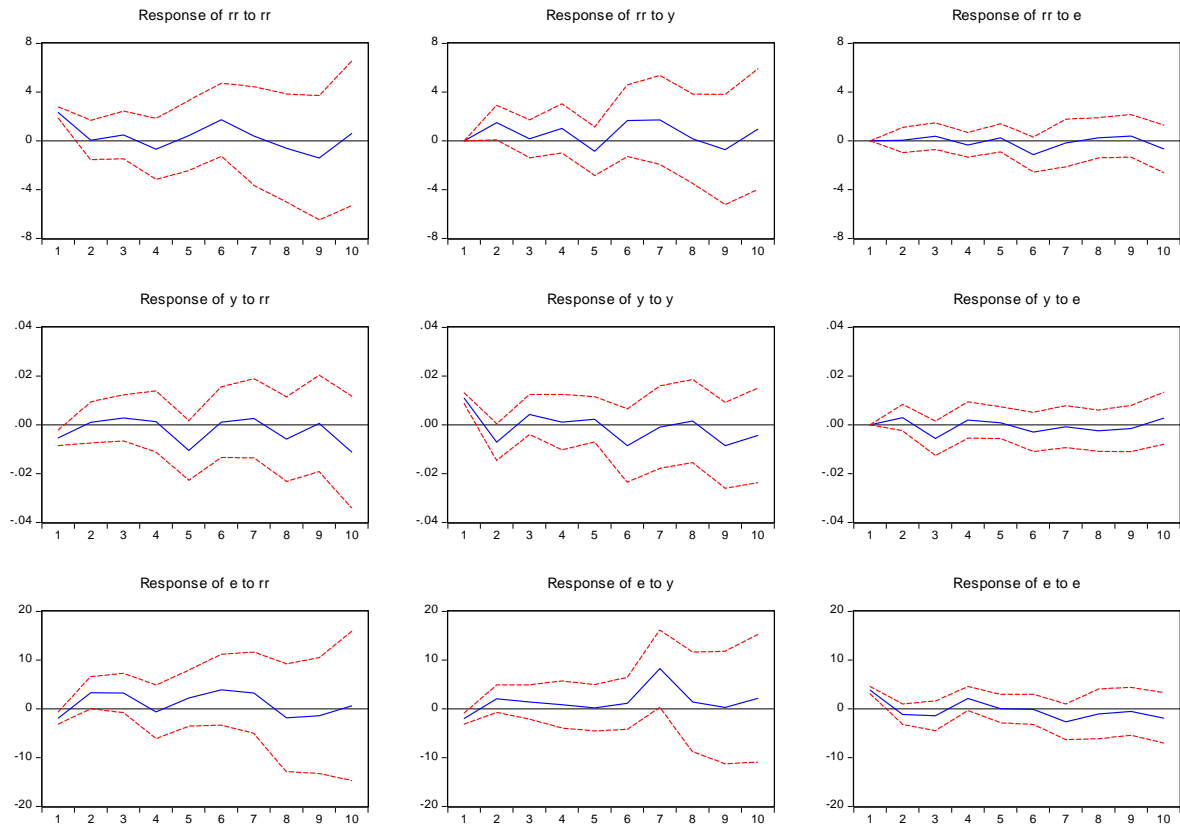 Response of rr to rr
Response of rr to y
Response of rr to e
8
4
0
-4
-8
1 2 3 4 5 6 7 8 9 10
8
4
0
-4
-8
1 2 3 4 5 6 7 8 9 10
8
4
0
-4
-8
1 2 3 4 5 6 7 8 9 10
Response of y to rr
Response of y to y
Response of y to e
.04
.02
.00
-.02
-.04
1 2 3 4 5 6 7 8 9 10
.04
.02
.00
-.02
-.04
1 2 3 4 5 6 7 8 9 10
.04
.02
.00
-.02
-.04
1 2 3 4 5 6 7 8 9 10
Response of e to rr
Response of e to y
Response of e to e
20
10
0
-10
-20
1 2 3 4 5 6 7 8 9 10
20
10
0
-10
-20
1 2 3 4 5 6 7 8 9 10
20
10
0
-10
-20
1 2 3 4 5 6 7 8 9 10